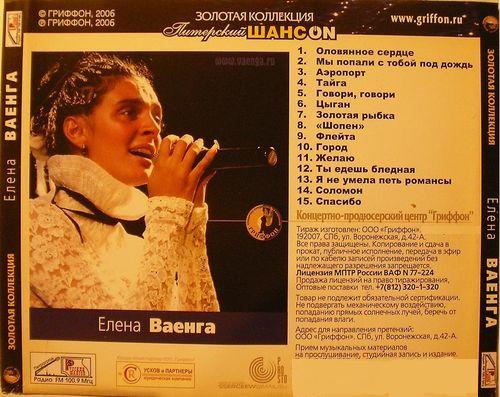 © ГРИФФОН, 2006
℗ ГРИФФОН, 2006
ЗОЛОТАЯ КОЛЛЕКЦИЯ
Питерский ШАНСОN
www.griffon.ru
www.vaenga.ru
1. Оловянное сердце
2. Мы попали с тобой под дождь
3. Аэропорт
4. Тайга
5. Говори, говори
6. Цыган
7. Золотая рыбка
8. «Шопен»
9. Флейта
10. Город
11. Желаю
12. Ты едешь бледная
13. Я не умела петь романсы
14. Соломон
15. Спасибо
Концертно-продюсерский центр "Гриффон"
Тираж изготовлен: ООО «Гриффон».
192007, СПб, ул. Воронежская, д.42-А.
Все права защищены. Копирование и сдача в
прокат, публичное исполнение, передача в эфир
или по кабелю записей произведений без
надлежащего разрешения запрещается.
Лицензия МПТР России ВАФ N 77-224
Продажа лицензий на право тиражирования,
Оптовые поставки тел. +7(812) 320-1-320
Товар не подлежит обязательной сертификации.
Не подвергать механическому воздействию,
попаданию прямых солнечных лучей, беречь от
попадания влаги.
Адрес для направления претензий:
ООО «Гриффон». СПб, ул. Воронежская, д.42-А.
Прием музыкальных материалов
на прослушивание, студийная запись и издание.
ГРИФФОН
Елена Ваенга
Елена ВАЕНГА
ЗОЛОТАЯ КОЛЛЕКЦИЯ
ЗОЛОТАЯ КОЛЛЕКЦИЯ
Елена ВАЕНГА
Радио FM 100.9 Мгц
УСКОВ и ПАРТНЕРЫ
юридическая компания
PROSTO